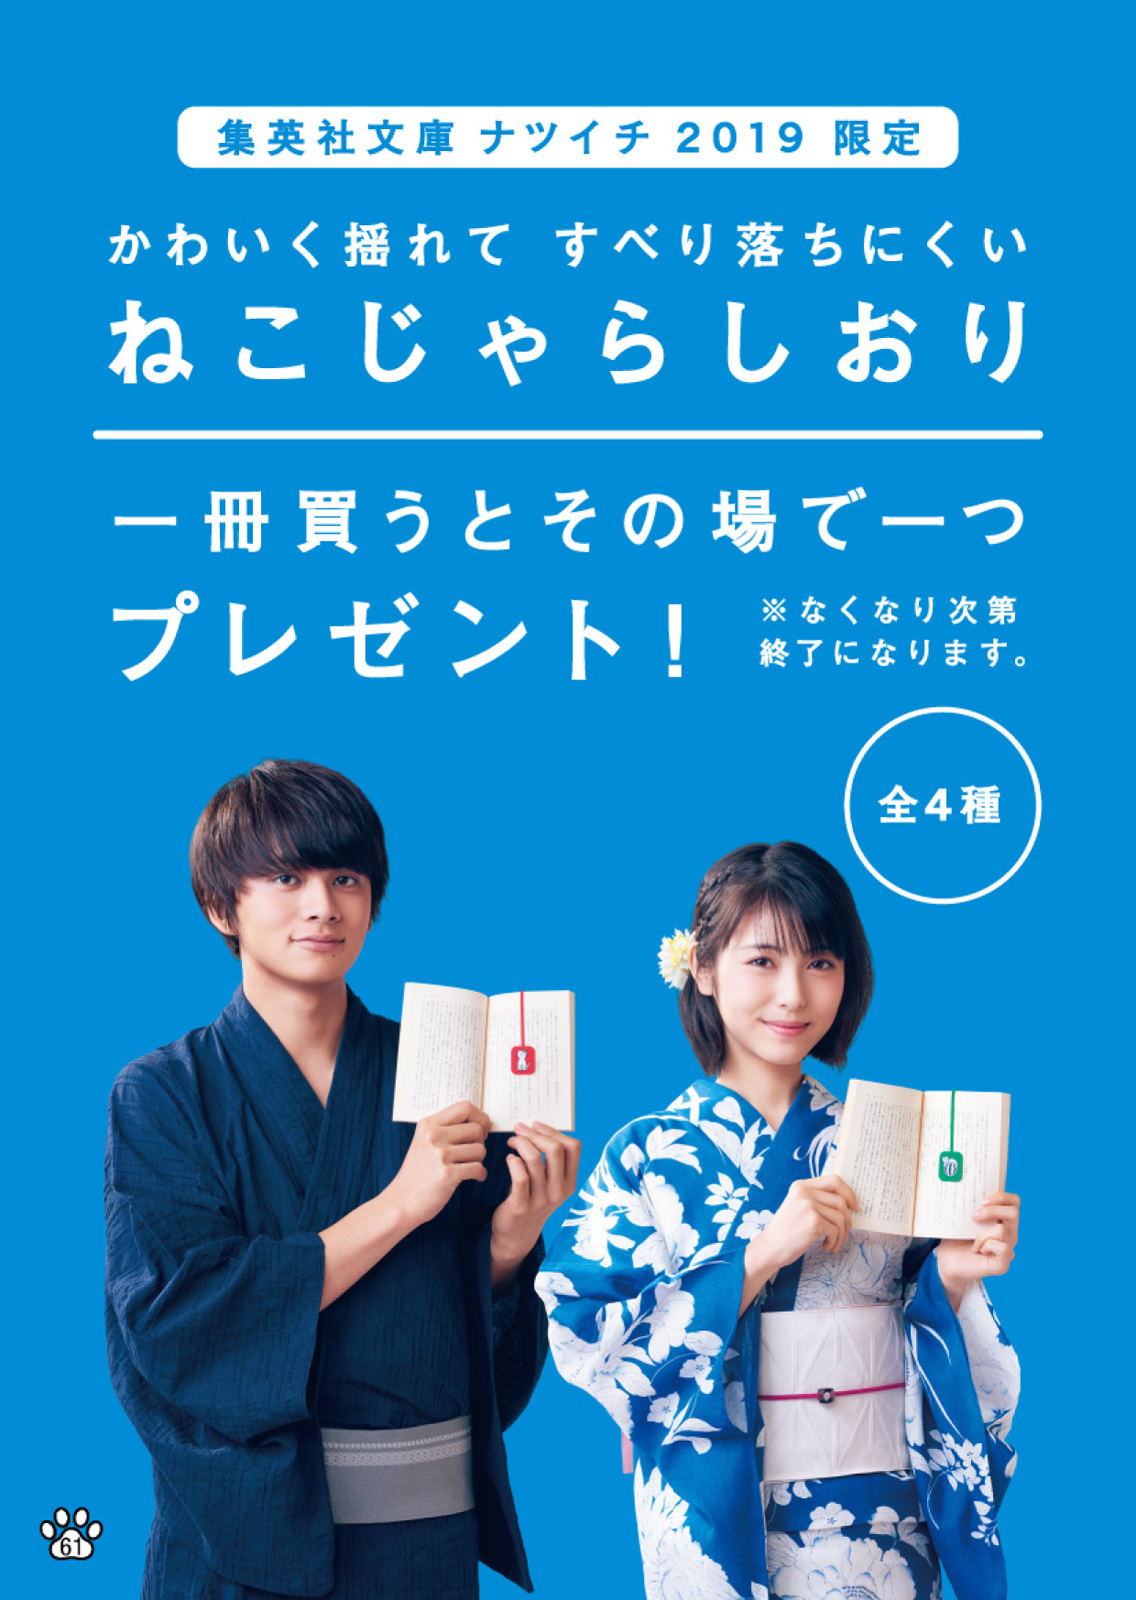 集英社文庫 ナツイチ 2019 限定
かわいく揺れて すべり落ちにくい
ねこじゃらしおり
一冊買うとその場で一つ
プレゼント!
※なくなり次第
終了になります。
全4種
61